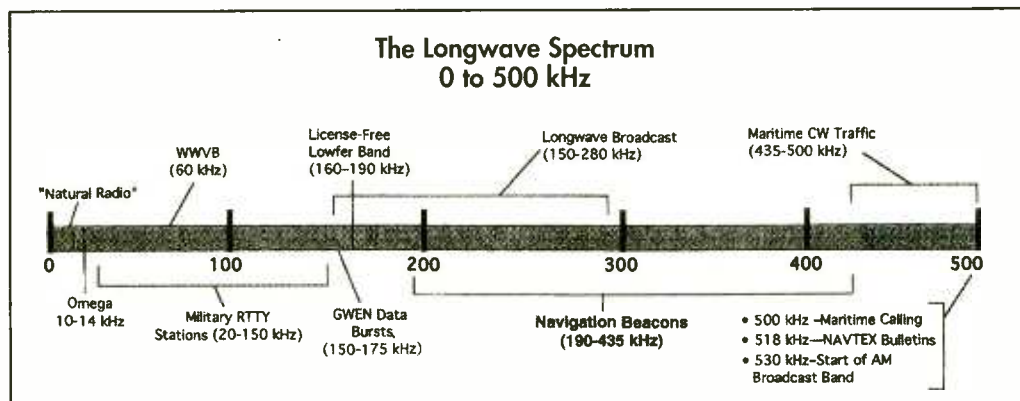 The Longwave Spectrum
0 to 500 kHz
"Natural Radio"
WWVB
(60 kHz)
License-Free
Lowfer Band
(160–190 kHz)
Longwave Broadcast
(150-280 kHz)
Maritime CW Traffic
(435-500 kHz)
0
100
200
300
400
500
Omega
10-14 kHz
Military RTTY
Stations (20-150 kHz)
GWEN Data
Bursts,
(150-175 kHz)
Navigation Beacons
(190-435 kHz)
• 500 kHz –Maritime Calling
• 518 kHz—NAVTEX Bulletins
• 530 kHz–Start of AM
Broadcast Band